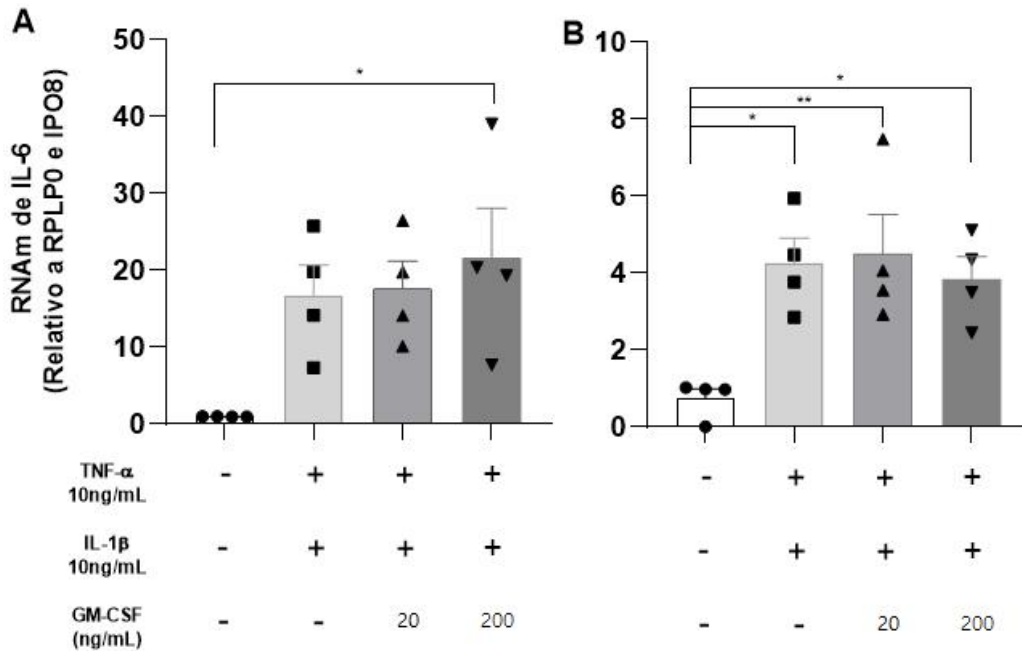 A
B
RNAm de IL-6
(Relativo a RPLP0 e IPO8)
50
40
30
20
10
0
*
10
8
6
4
2
0
*
**
*
TNF-α
10ng/mL
- + + +
- + + +
IL-1β
10ng/mL
- + + +
- + + +
GM-CSF
(ng/mL)
- - 20 200
- - 20 200